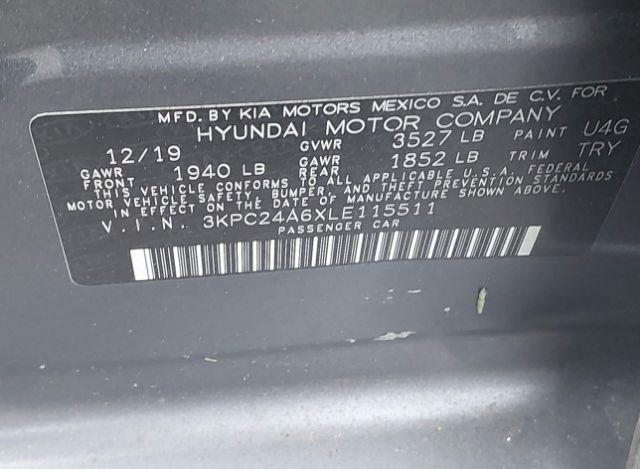 MFD. BY KIA MOTORS MEXICO S.A. DE C.V. FOR
HYUNDAI MOTOR COMPANY
12/19 GVWR 3527 LB PAINT U4G
GAWR FRONT 1940 LB GAWR REAR 1852 LB TRIM TRY
THIS VEHICLE CONFORMS TO ALL APPLICABLE U.S. FEDERAL
MOTOR VEHICLE SAFETY, BUMPER, AND THEFT PREVENTION STANDARDS
IN EFFECT ON THE DATE OF MANUFACTURE SHOWN ABOVE.
V.I.N. 3KPC24A6XLE115511
PASSENGER CAR